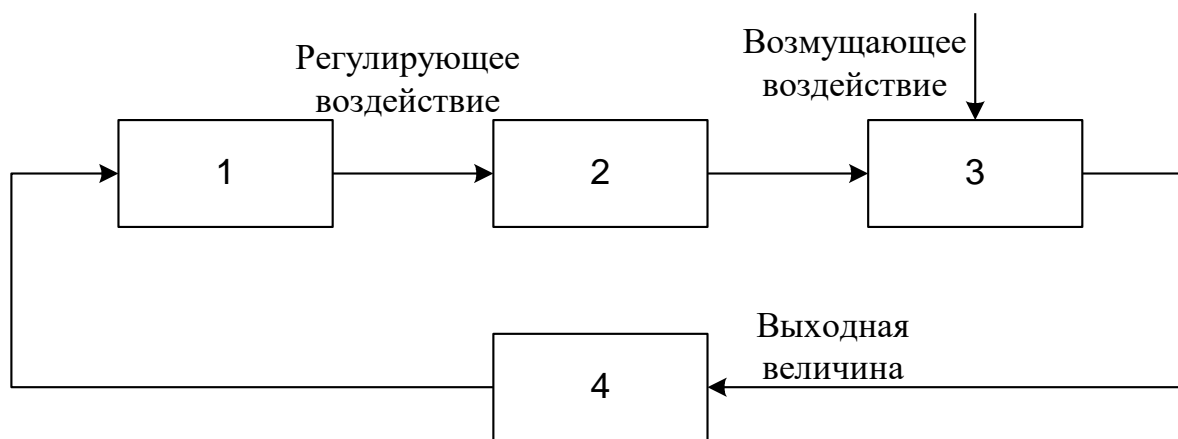 Регулирующее
воздействие
Возмущающее
воздействие
1
2
3
Выходная
величина
4